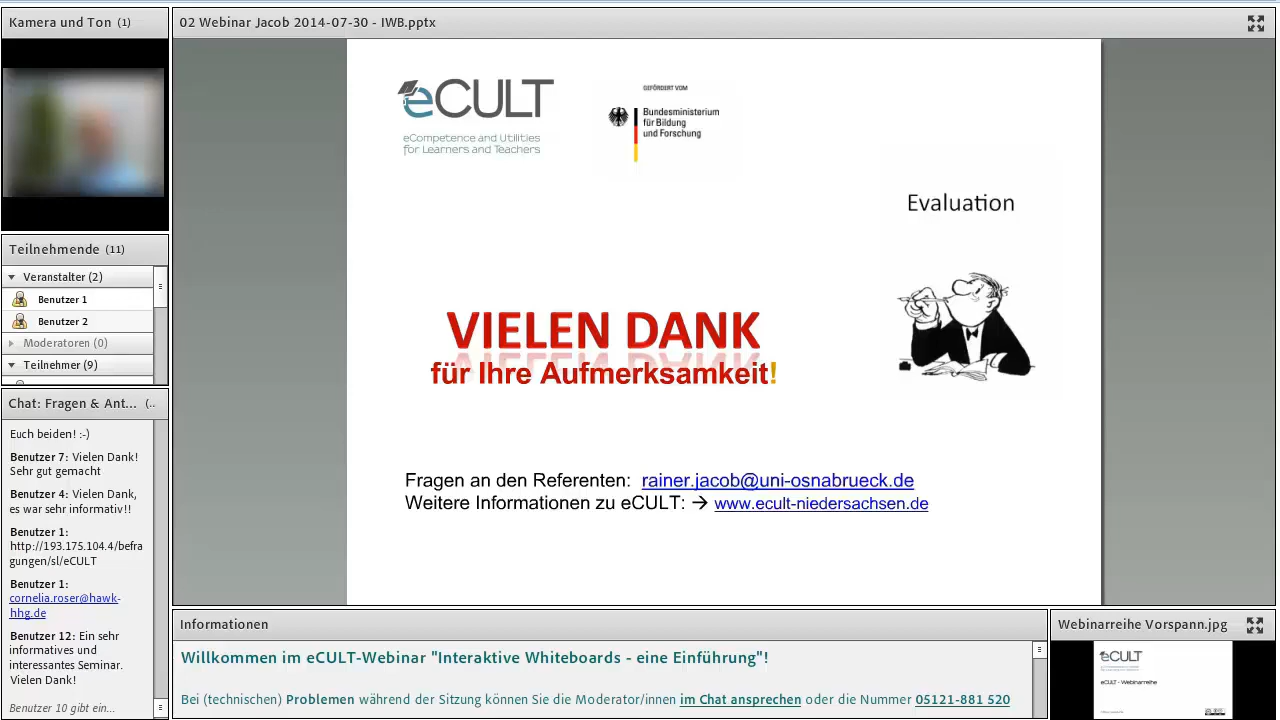 Kamera und Ton (1)
02 Webinar Jacob 2014-07-30 - IWB.pptx
eCULT
eCompetence and Utilities
for Learners and Teachers
GEFÖRDERT VOM
Bundesministerium
für Bildung
und Forschung
Evaluation
VIELEN DANK
für Ihre Aufmerksamkeit!
Fragen an den Referenten: rainer.jacob@uni-osnabrueck.de
Weitere Informationen zu eCULT: → www.ecult-niedersachsen.de
Teilnehmende (11)
Veranstalter (2)
Benutzer 1
Benutzer 2
Moderatoren (0)
Teilnehmer (9)
Chat: Fragen & Ant... (..
Euch beiden! :-)
Benutzer 7: Vielen Dank!
Sehr gut gemacht
Benutzer 4: Vielen Dank,
es war sehr informativ!!
Benutzer 1:
http://193.175.104.4/befra
gungen/sl/eCULT
Benutzer 1:
cornelia.roser@hawk-
hhg.de
Benutzer 12: Ein sehr
informatives und
interessantes Seminar.
Vielen Dank!
Benutzer 10 gibt ein...
Informationen
Willkommen im eCULT-Webinar "Interaktive Whiteboards - eine Einführung"!
Bei (technischen) Problemen während der Sitzung können Sie die Moderator/innen im Chat ansprechen oder die Nummer 05121-881 520
Webinarreihe Vorspann.jpg
eCULT
eCULT - Webinarreihe